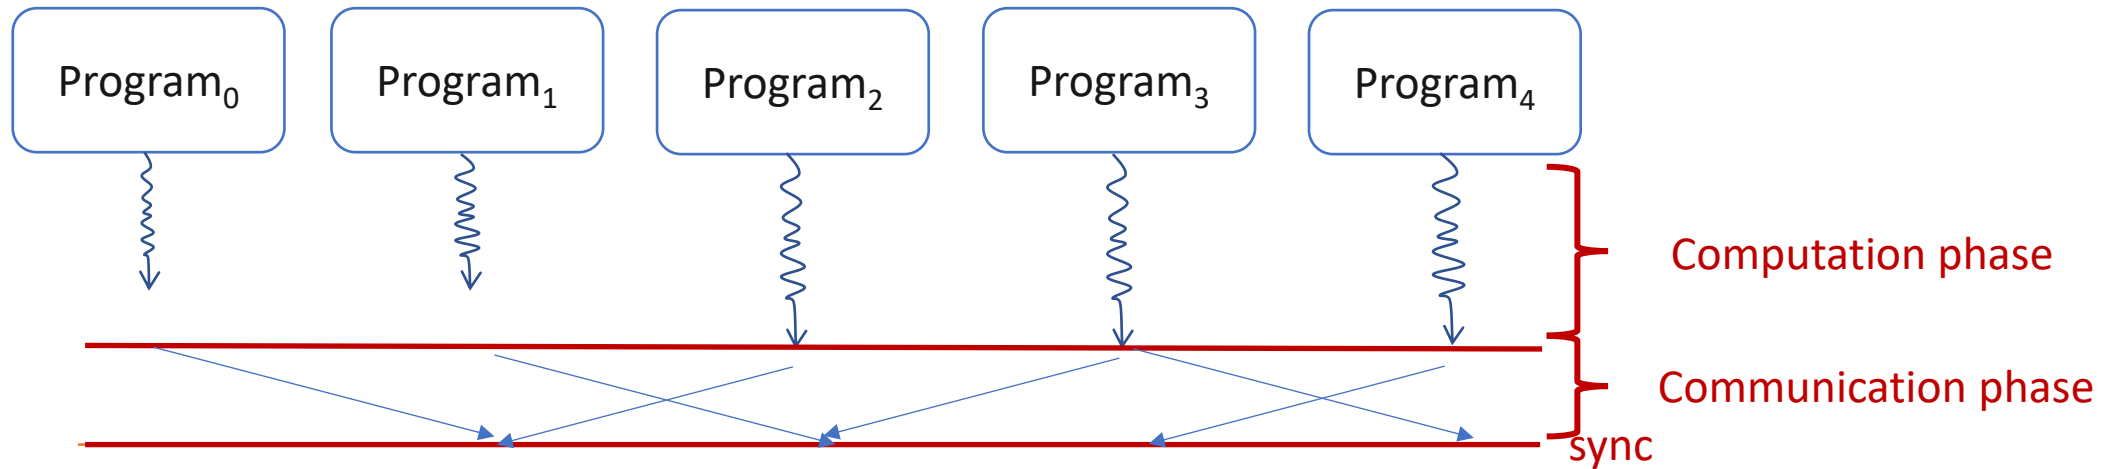 Program₀ Program₁ Program₂ Program₃ Program₄
Computation phase
Communication phase
sync